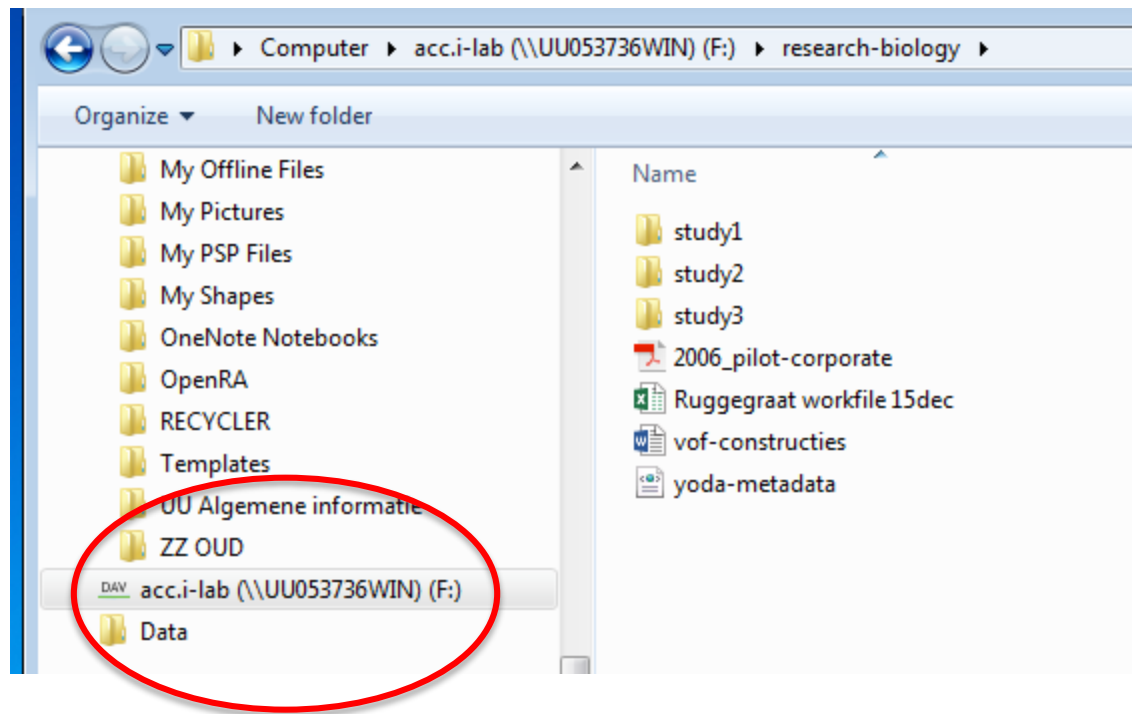 Computer ▸ acc.i-lab (\\UU053736WIN) (F:) ▸ research-biology ▸
Organize New folder
My Offline Files
My Pictures
My PSP Files
My Shapes
OneNote Notebooks
OpenRA
RECYCLER
Templates
UU Algemene informatie
ZZ OUD
DAV acc.i-lab (\\UU053736WIN) (F:)
Data
Name
study1
study2
study3
2006_pilot-corporate
Ruggegraat workfile 15dec
vof-constructies
yoda-metadata